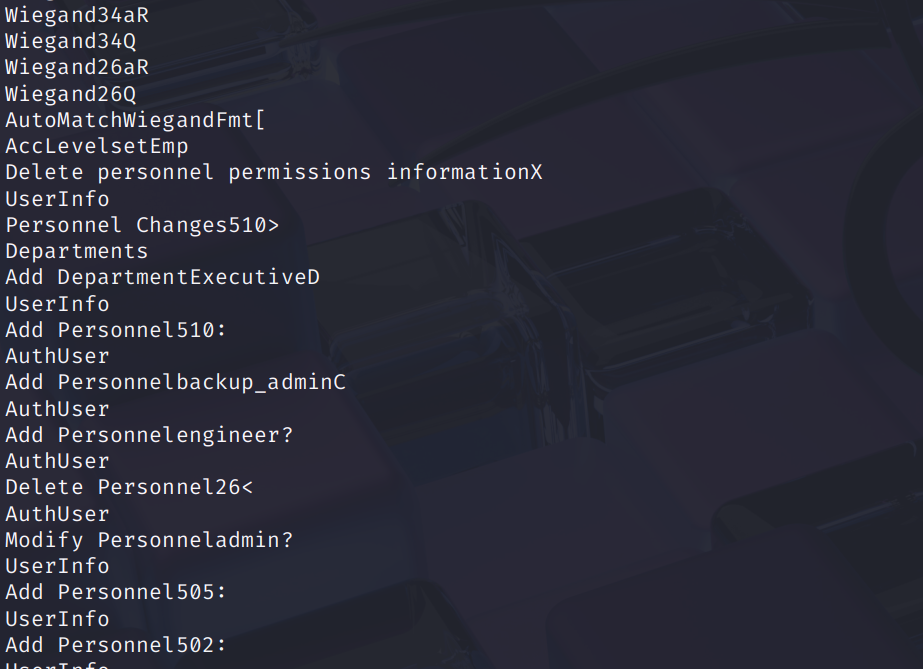 Wiegand34aR
Wiegand34Q
Wiegand26aR
Wiegand26Q
AutoMatchWiegandFmt[
AccLevelsetEmp
Delete personnel permissions informationX
UserInfo
Personnel Changes510>
Departments
Add DepartmentExecutiveD
UserInfo
Add Personnel510:
AuthUser
Add Personnelbackup_adminC
AuthUser
Add Personnelengineer?
AuthUser
Delete Personnel26<
AuthUser
Modify Personneladmin?
UserInfo
Add Personnel505:
UserInfo
Add Personnel502:
UserInfo